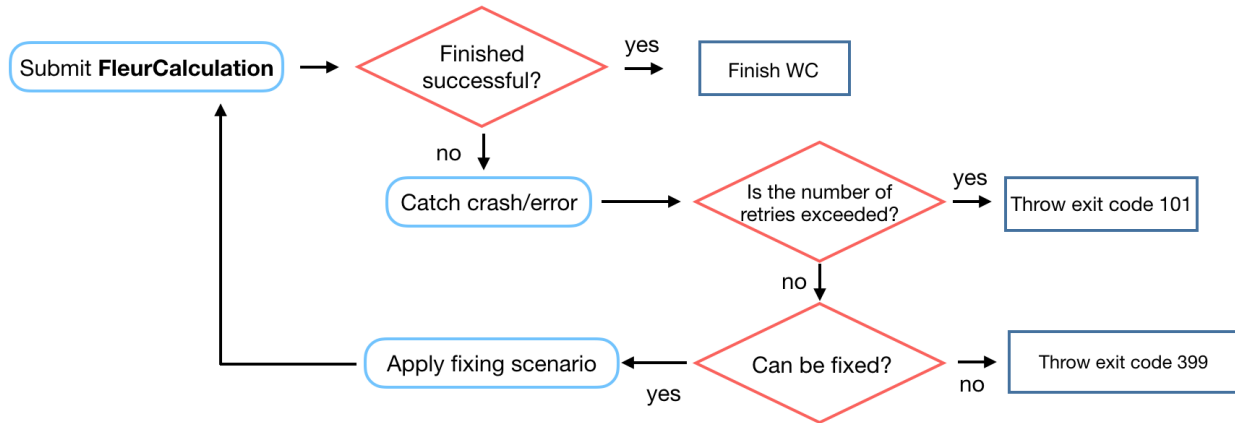 Submit FleurCalculation
Finished
successful?
yes
Finish WC
no
Catch crash/error
Is the number of
retries exceeded?
yes
Throw exit code 101
no
Apply fixing scenario
yes
Can be fixed?
no
Throw exit code 399